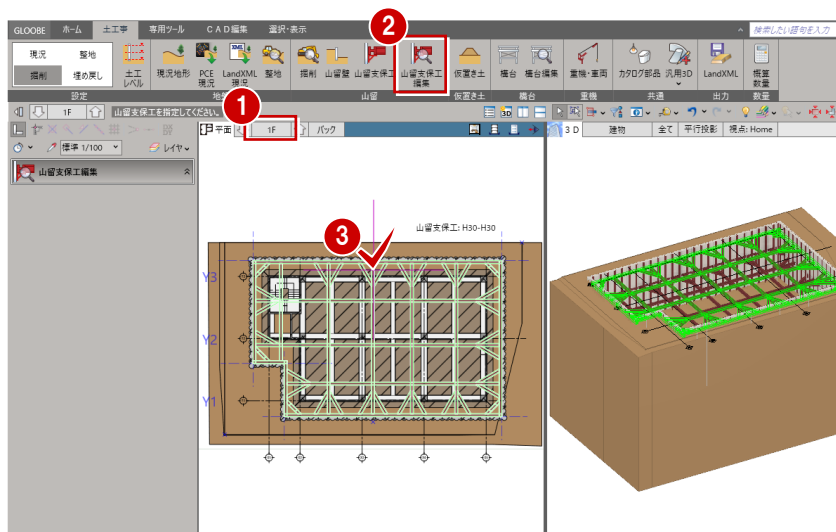 GLOOBE ホーム 土工事 専用ツール CAD編集 選択・表示 検索したい語句を入力
2
現況 整地
掘削 埋め戻し
土工レベル 現況地形 PCE現況 LandXML現況 整地 掘削 山留壁 山留支保工 山留支保工編集 仮置き土 構台 構台編集 重機・車両 カタログ部品 汎用3D LandXML 概算数量
設定 山留 仮置き土 構台 重機 共通 出力 数量
1F 山留支保工を指定してください。
1
平面 1F パック 3D 建物 全て 平行投影 視点: Home
標準 1/100 レイヤ
山留支保工編集
山留支保工: H30-H30
3
Y3
Y2
Y1